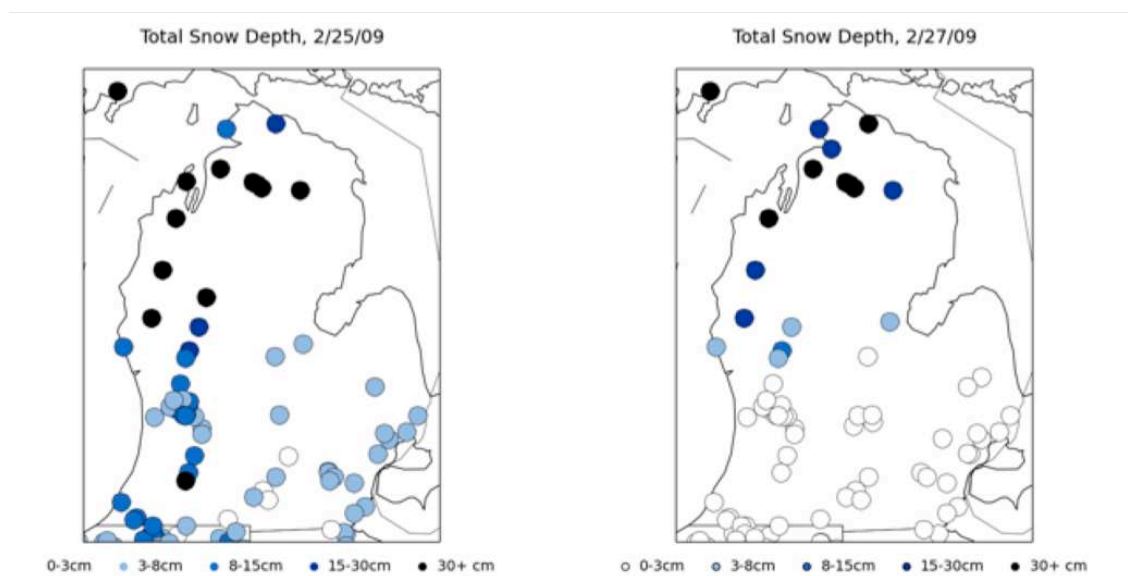 Total Snow Depth, 2/25/09
Total Snow Depth, 2/27/09
0-3cm 3-8cm 8-15cm 15-30cm 30+ cm
0-3cm 3-8cm 8-15cm 15-30cm 30+ cm